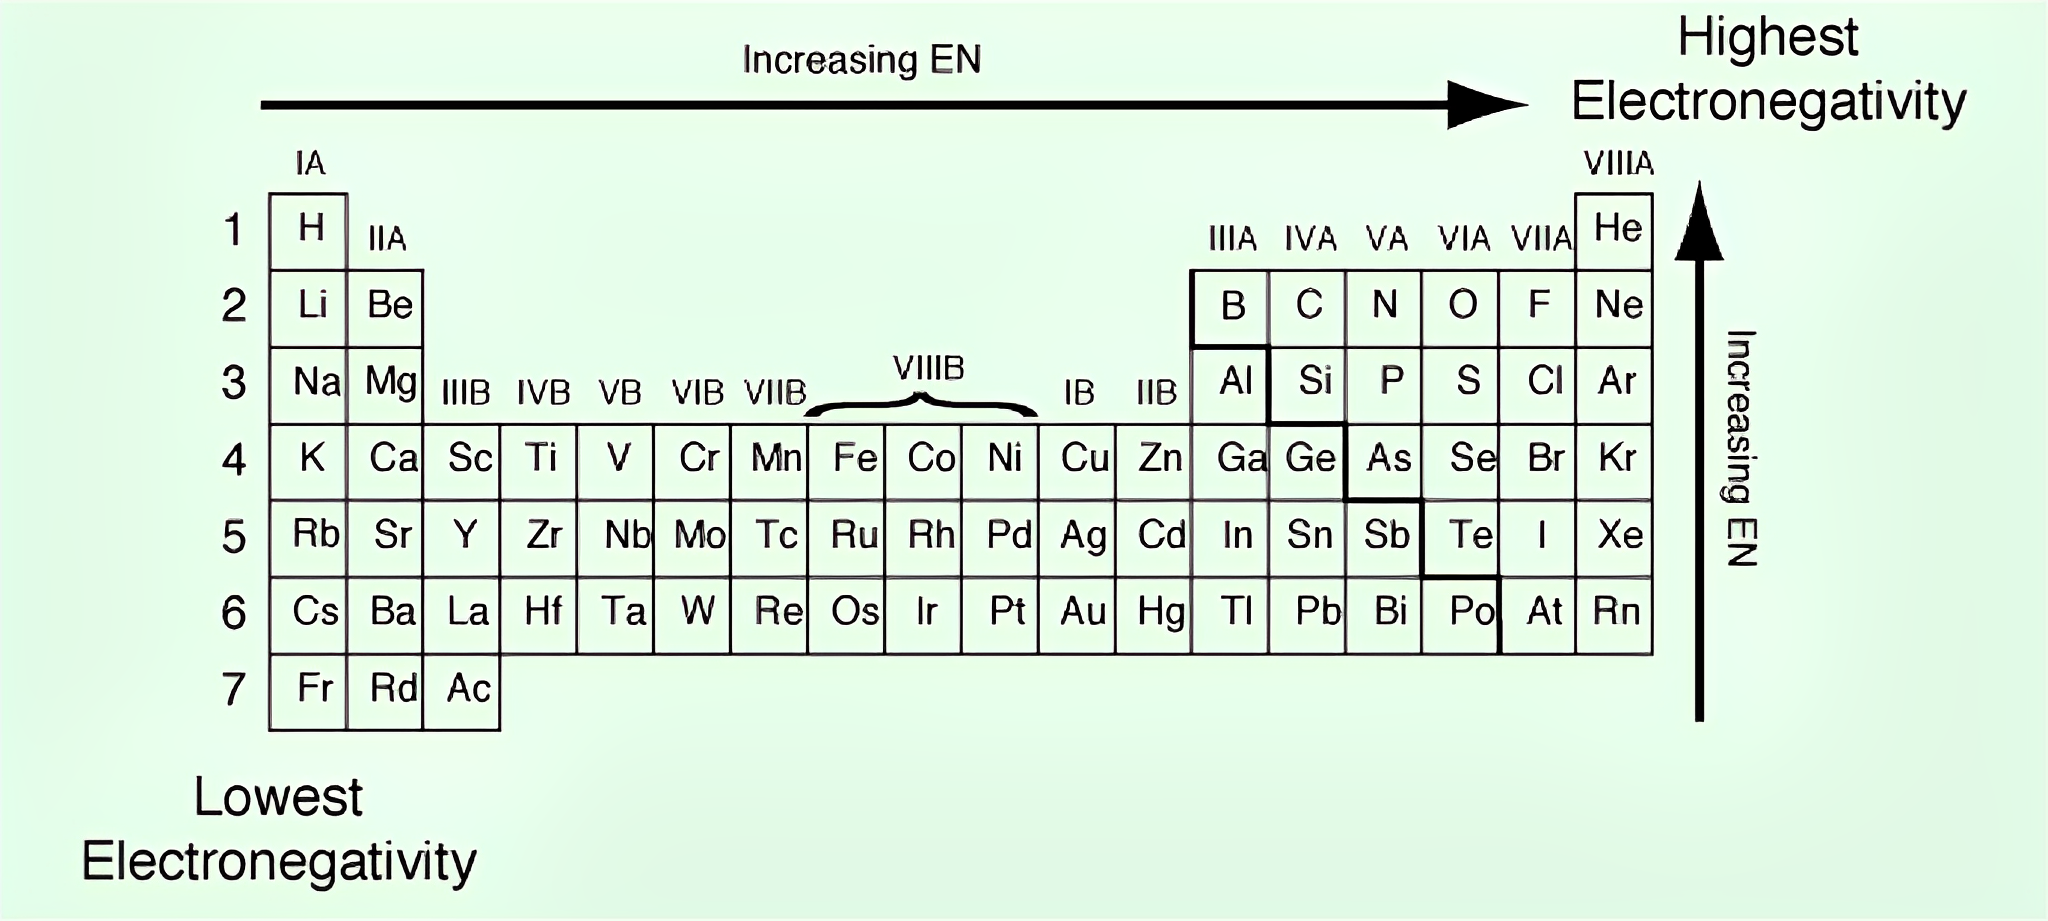 Increasing EN
Highest
Electronegativity
IA
VIIIA
1 H IIA IIIA IVA VA VIA VIIA He
2 Li Be B C N O F Ne
3 Na Mg IIIB IVB VB VIB VIIB VIIIB IB IIB Al Si P S Cl Ar
4 K Ca Sc Ti V Cr Mn Fe Co Ni Cu Zn Ga Ge As Se Br Kr
5 Rb Sr Y Zr Nb Mo Tc Ru Rh Pd Ag Cd In Sn Sb Te I Xe
6 Cs Ba La Hf Ta W Re Os Ir Pt Au Hg Tl Pb Bi Po At Rn
7 Fr Rd Ac
Increasing EN
Lowest
Electronegativity